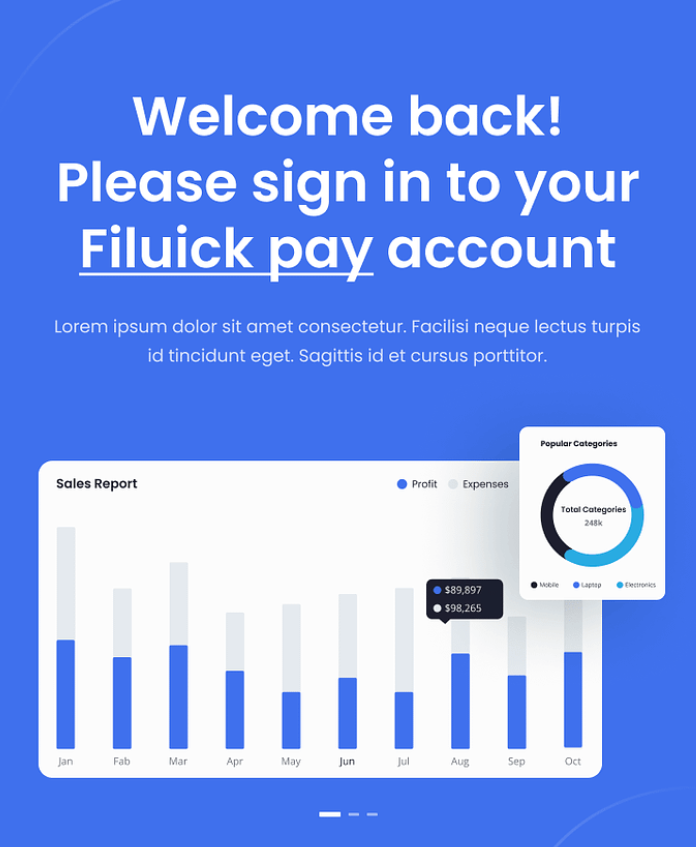 Welcome back!
Please sign in to your
Filuick pay account
Lorem ipsum dolor sit amet consectetur. Facilisi neque lectus turpis
id tincidunt eget. Sagittis id et cursus porttitor.
Popular Categories
Total Categories
248k
Mobile Laptop Electronics
Sales Report
Profit Expenses
$89,897
$98,265
Jan Fab Mar Apr May Jun Jul Aug Sep Oct